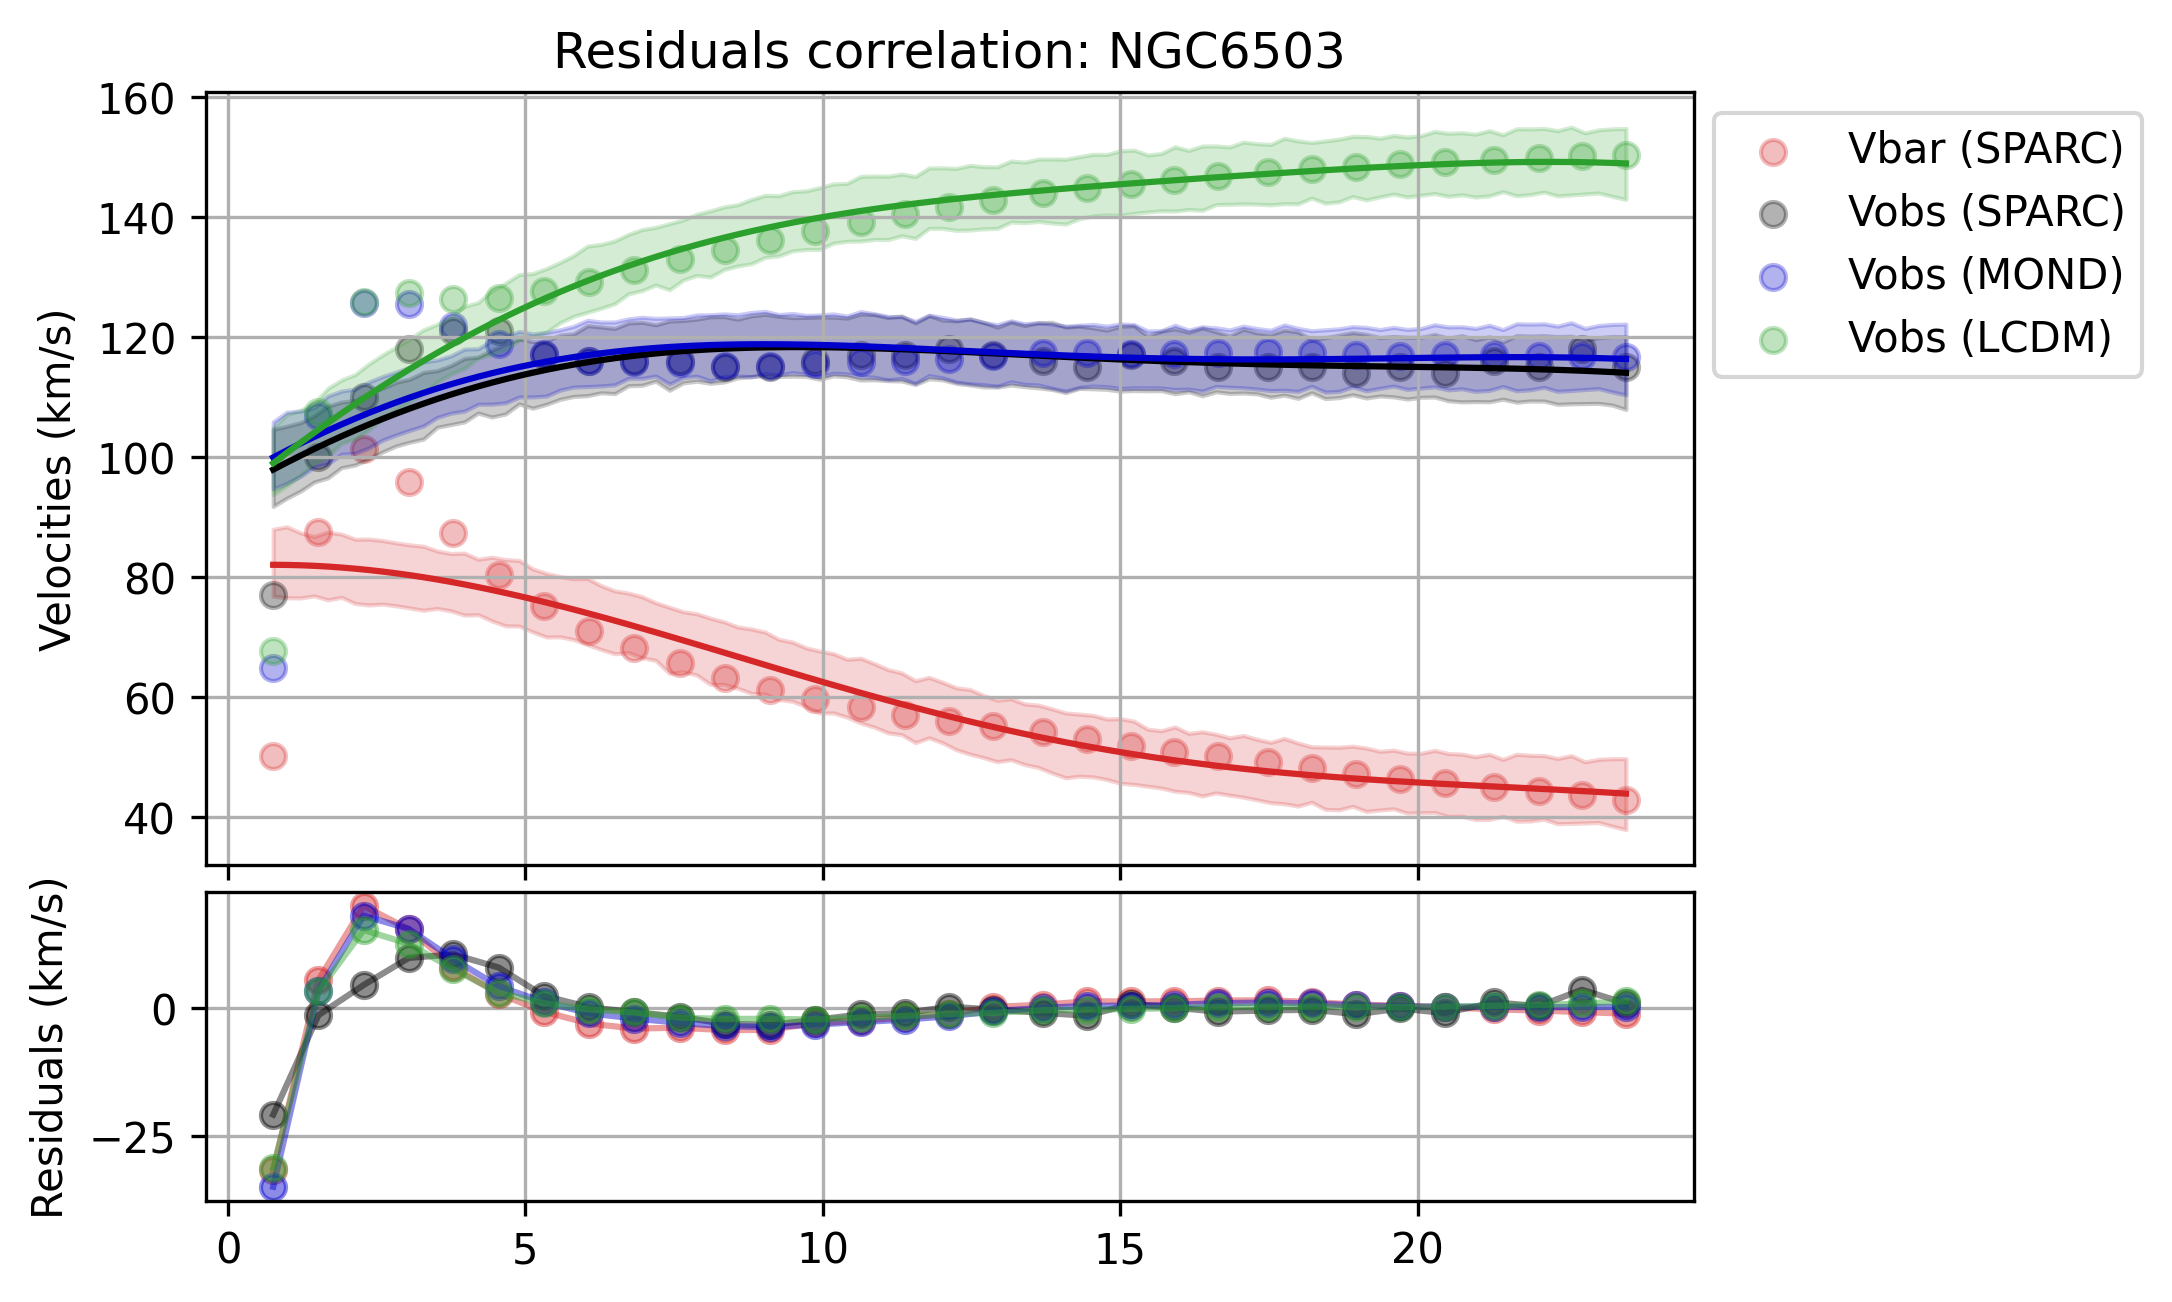 Residuals correlation: NGC6503
160
140
120
100
80
60
40
Velocities (km/s)
Vbar (SPARC)
Vobs (SPARC)
Vobs (MOND)
Vobs (LCDM)
0
−25
Residuals (km/s)
0
5
10
15
20